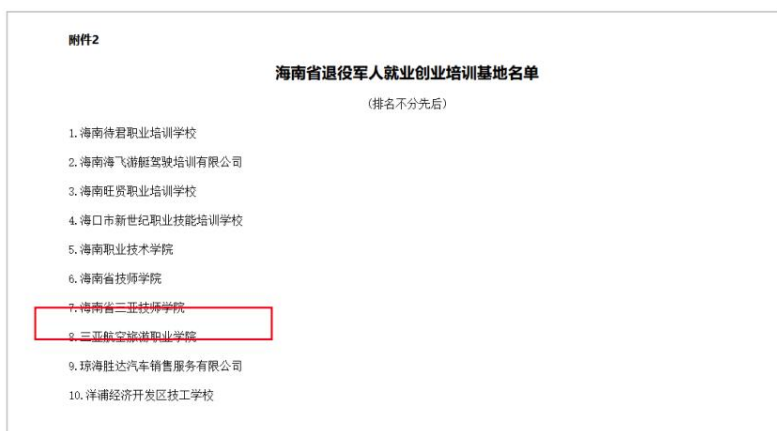 附件2
海南省退役军人就业创业培训基地名单
(排名不分先后)
1.海南待君职业培训学校
2.海南海飞游艇驾驶培训有限公司
3.海南旺贤职业培训学校
4.海口市新世纪职业技能培训学校
5.海南职业技术学院
6.海南省技师学院
7.海南省三亚技师学院
8.三亚航空旅游职业学院
9.琼海胜达汽车销售服务有限公司
10.洋浦经济开发区技工学校